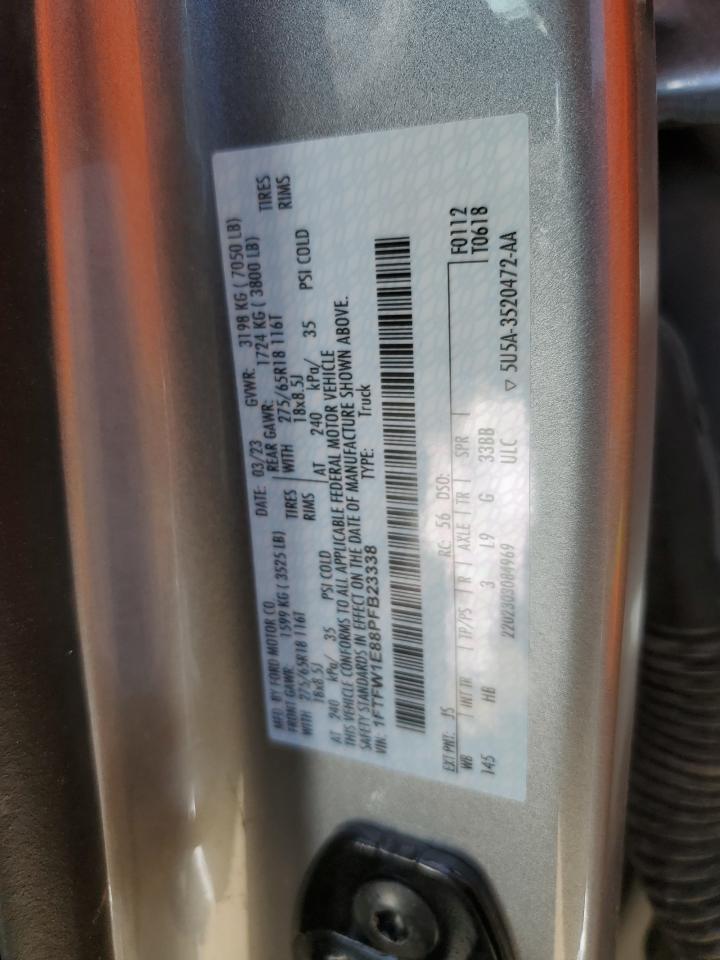 MFD. BY FORD MOTOR CO. DATE: 03/23 GVWR: 3198 KG ( 7050 LB)
FRONT GAWR: 1599 KG ( 3525 LB) REAR GAWR: 1724 KG ( 3800 LB)
WITH 275/65R18 116T TIRES WITH 275/65R18 116T TIRES
18x8.5J RIMS 18x8.5J RIMS
AT 240 kPa/ 35 PSI COLD AT 240 kPa/ 35 PSI COLD
THIS VEHICLE CONFORMS TO ALL APPLICABLE FEDERAL MOTOR VEHICLE
SAFETY STANDARDS IN EFFECT ON THE DATE OF MANUFACTURE SHOWN ABOVE.
VIN: 1FTFW1E88PFB23338 TYPE: Truck
EXT PNT: JS RC: 56 DSO: F0112
WB INT TR TP/PS R AXLE TR SPR T0618
145 HB 3 L9 G 33BB
2202303084969 ULC ▽ 5U5A-3520472-AA